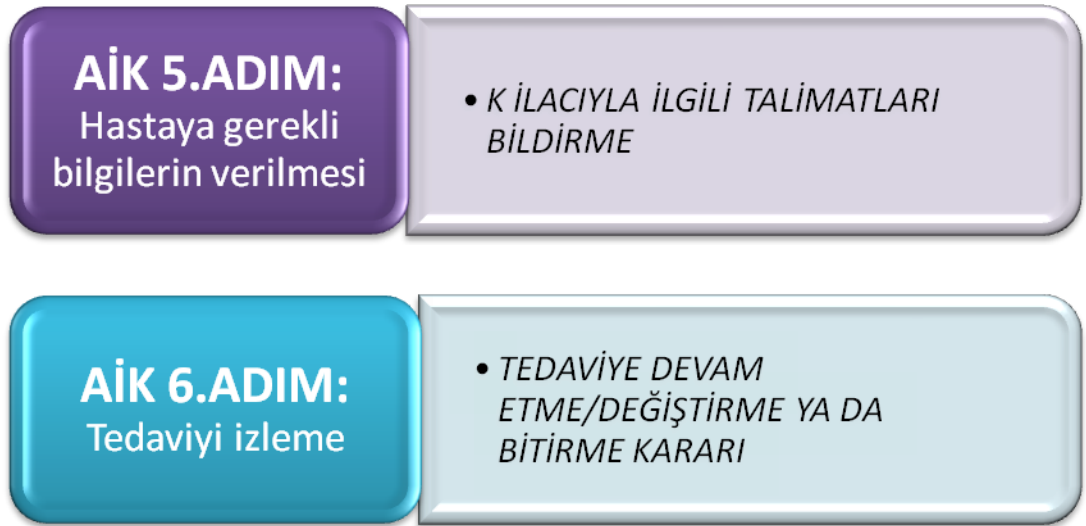 AİK 5.ADIM:
Hastaya gerekli
bilgilerin verilmesi
• K İLACIYLA İLGİLİ TALİMATLARI
BİLDİRME
AİK 6.ADIM:
Tedaviyi izleme
• TEDAVİYE DEVAM
ETME/DEĞİŞTİRME YA DA
BİTİRME KARARI